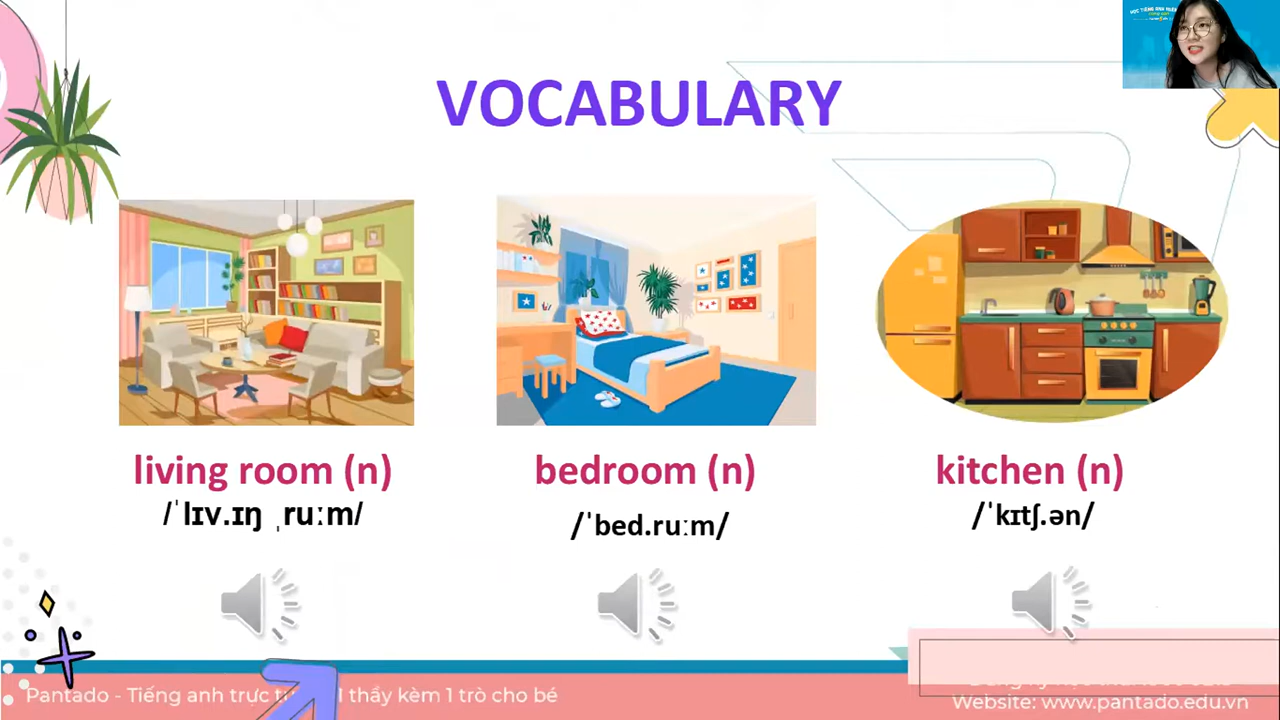 VOCABULARY
living room (n)
/ˈlɪv.ɪŋ ˌruːm/
bedroom (n)
/ˈbed.ruːm/
kitchen (n)
/ˈkɪtʃ.ən/
Pantado - Tiếng anh trực 1 thầy kèm 1 trò cho bé
Website: www.pantado.edu.vn